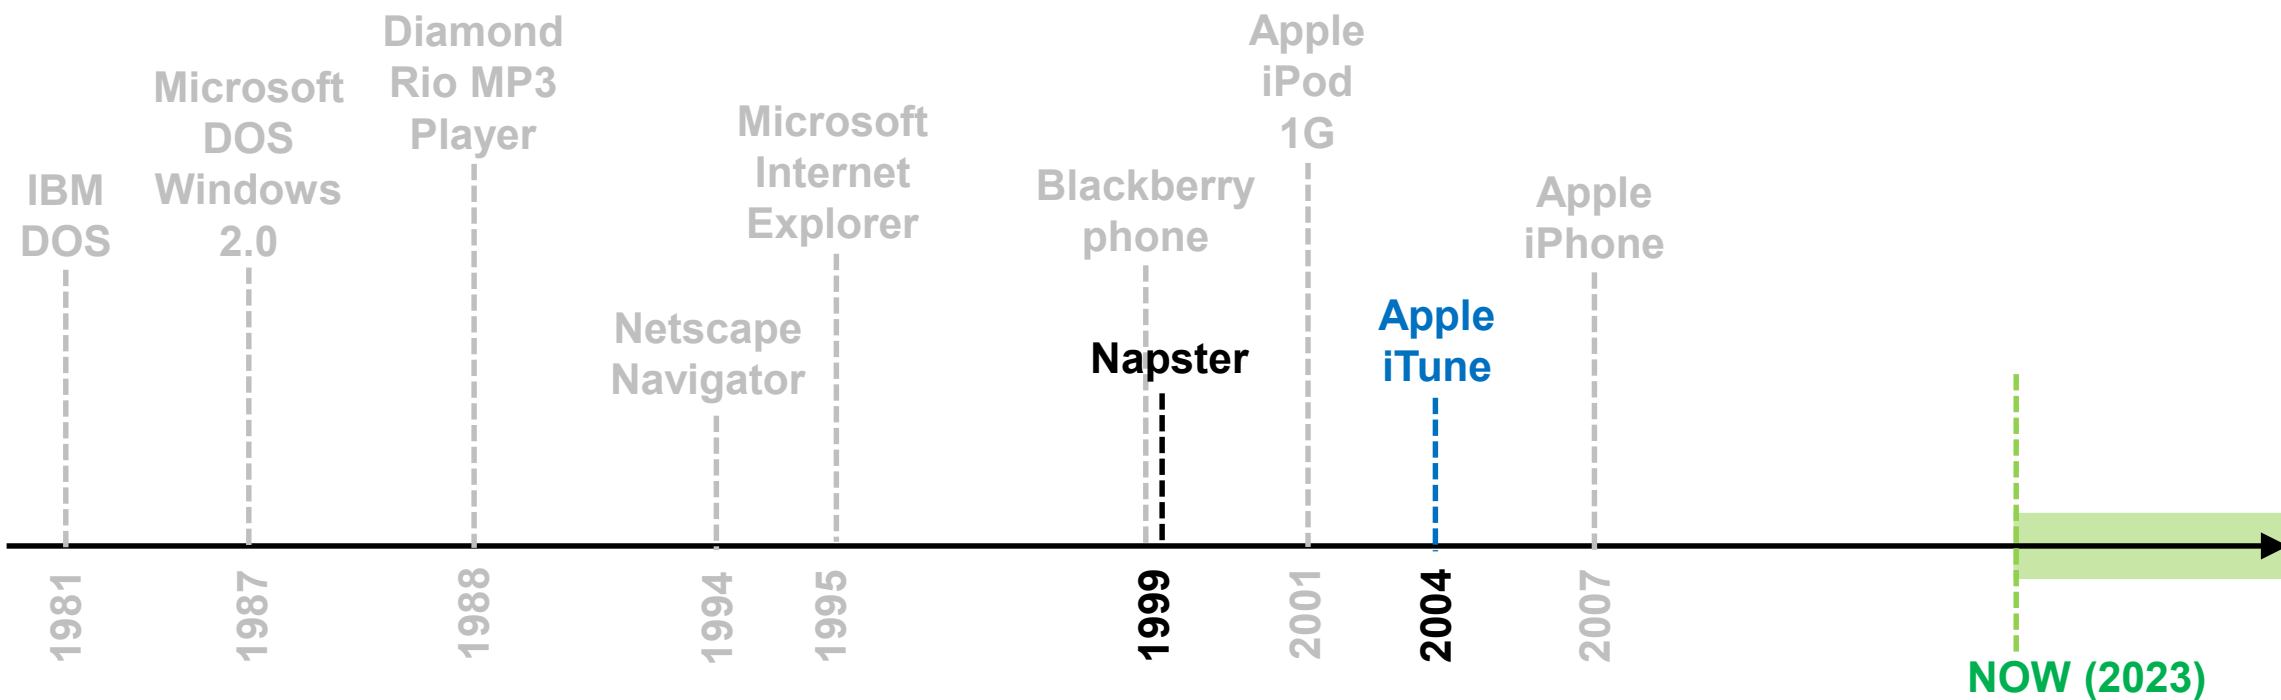 IBM
DOS
Microsoft
DOS
Windows
2.0
Diamond
Rio MP3
Player
Netscape
Navigator
Microsoft
Internet
Explorer
Blackberry
phone
Napster
Apple
iPod
1G
Apple
iTune
Apple
iPhone
1981
1987
1988
1994
1995
1999
2001
2004
2007
NOW (2023)